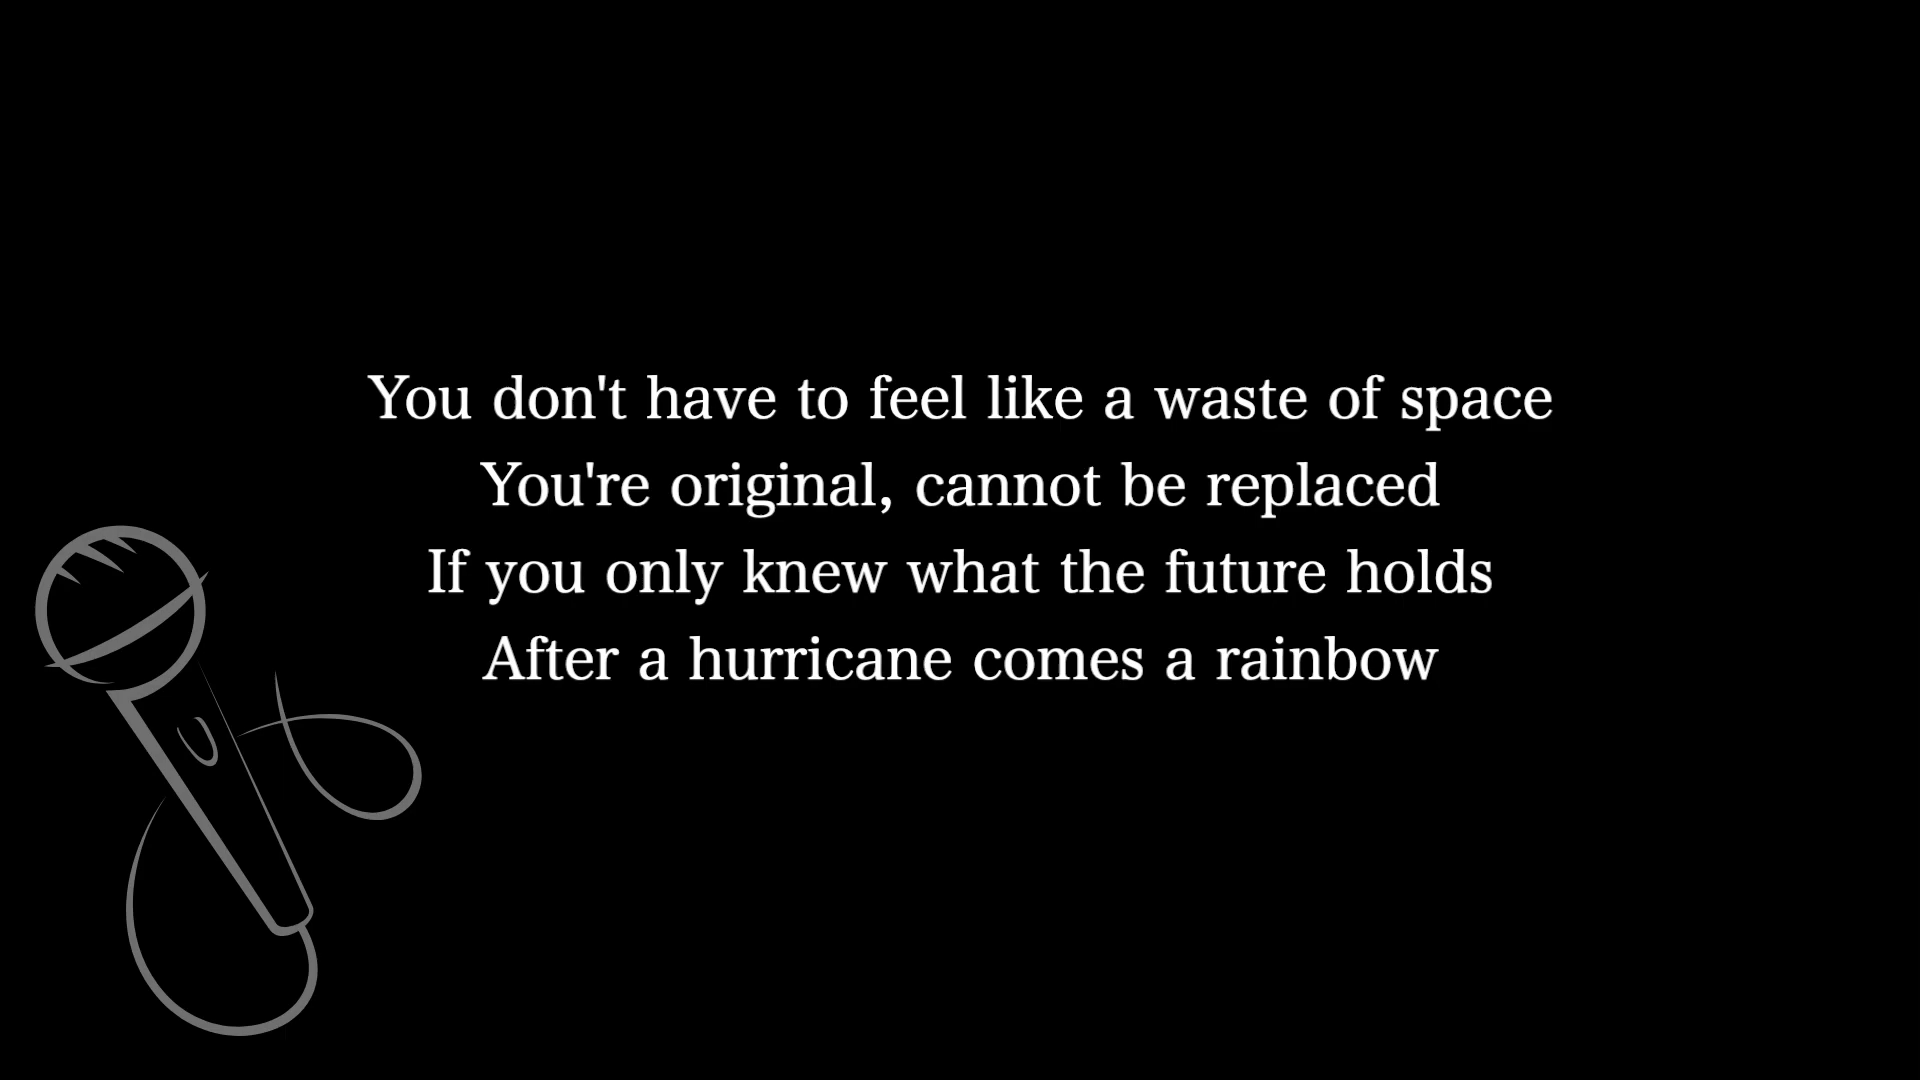 You don't have to feel like a waste of space
You're original, cannot be replaced
If you only knew what the future holds
After a hurricane comes a rainbow